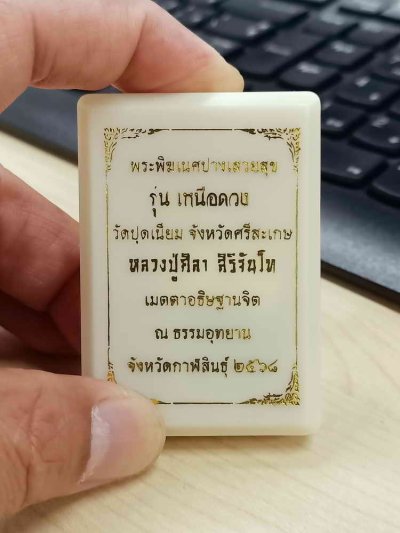 พระพิฆเนศปางเสวยสุข
รุ่น เหนือดวง
วัดปุดเนียม จังหวัดศรีสะเกษ
หลวงปู่ศิลา สิริจันโท
เมตตาอธิษฐานจิต
ณ ธรรมอุทยาน
จังหวัดกาฬสินธุ์ ๒๕๖๘